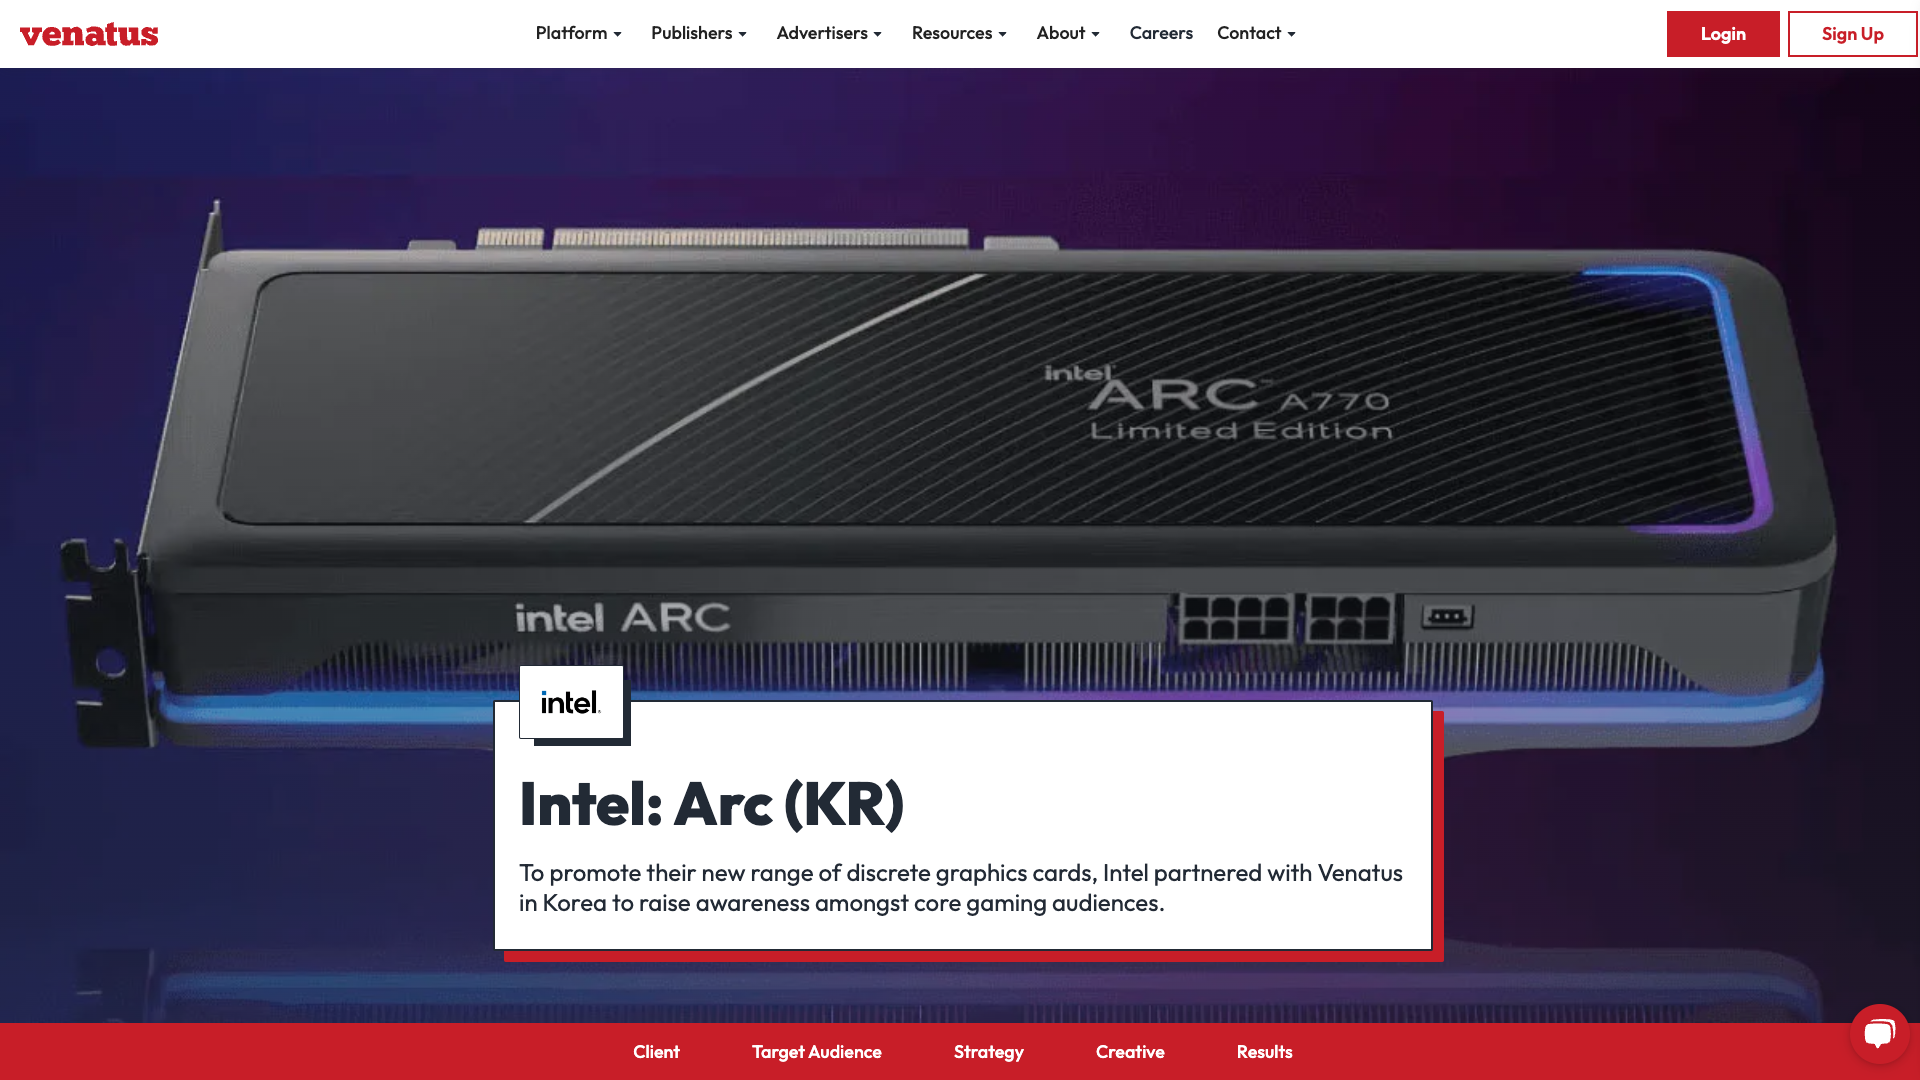 venatus
Platform
Publishers
Advertisers
Resources
About
Careers
Contact
Login
Sign Up
intel
ARC™ A770
Limited Edition
intel ARC
intel.
Intel: Arc (KR)
To promote their new range of discrete graphics cards, Intel partnered with Venatus
in Korea to raise awareness amongst core gaming audiences.
Client
Target Audience
Strategy
Creative
Results